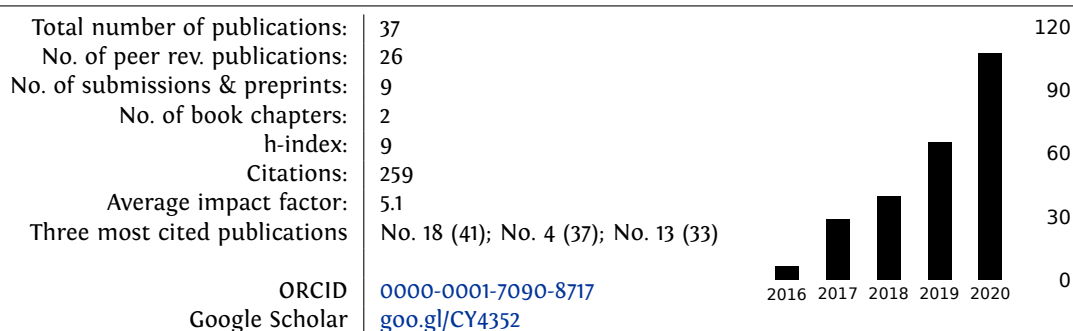 Total number of publications: 37
No. of peer rev. publications: 26
No. of submissions & preprints: 9
No. of book chapters: 2
h-index: 9
Citations: 259
Average impact factor: 5.1
Three most cited publications No. 18 (41); No. 4 (37); No. 13 (33)
ORCID 0000-0001-7090-8717
Google Scholar goo.gl/CY4352
120
90
60
30
0
2016 2017 2018 2019 2020